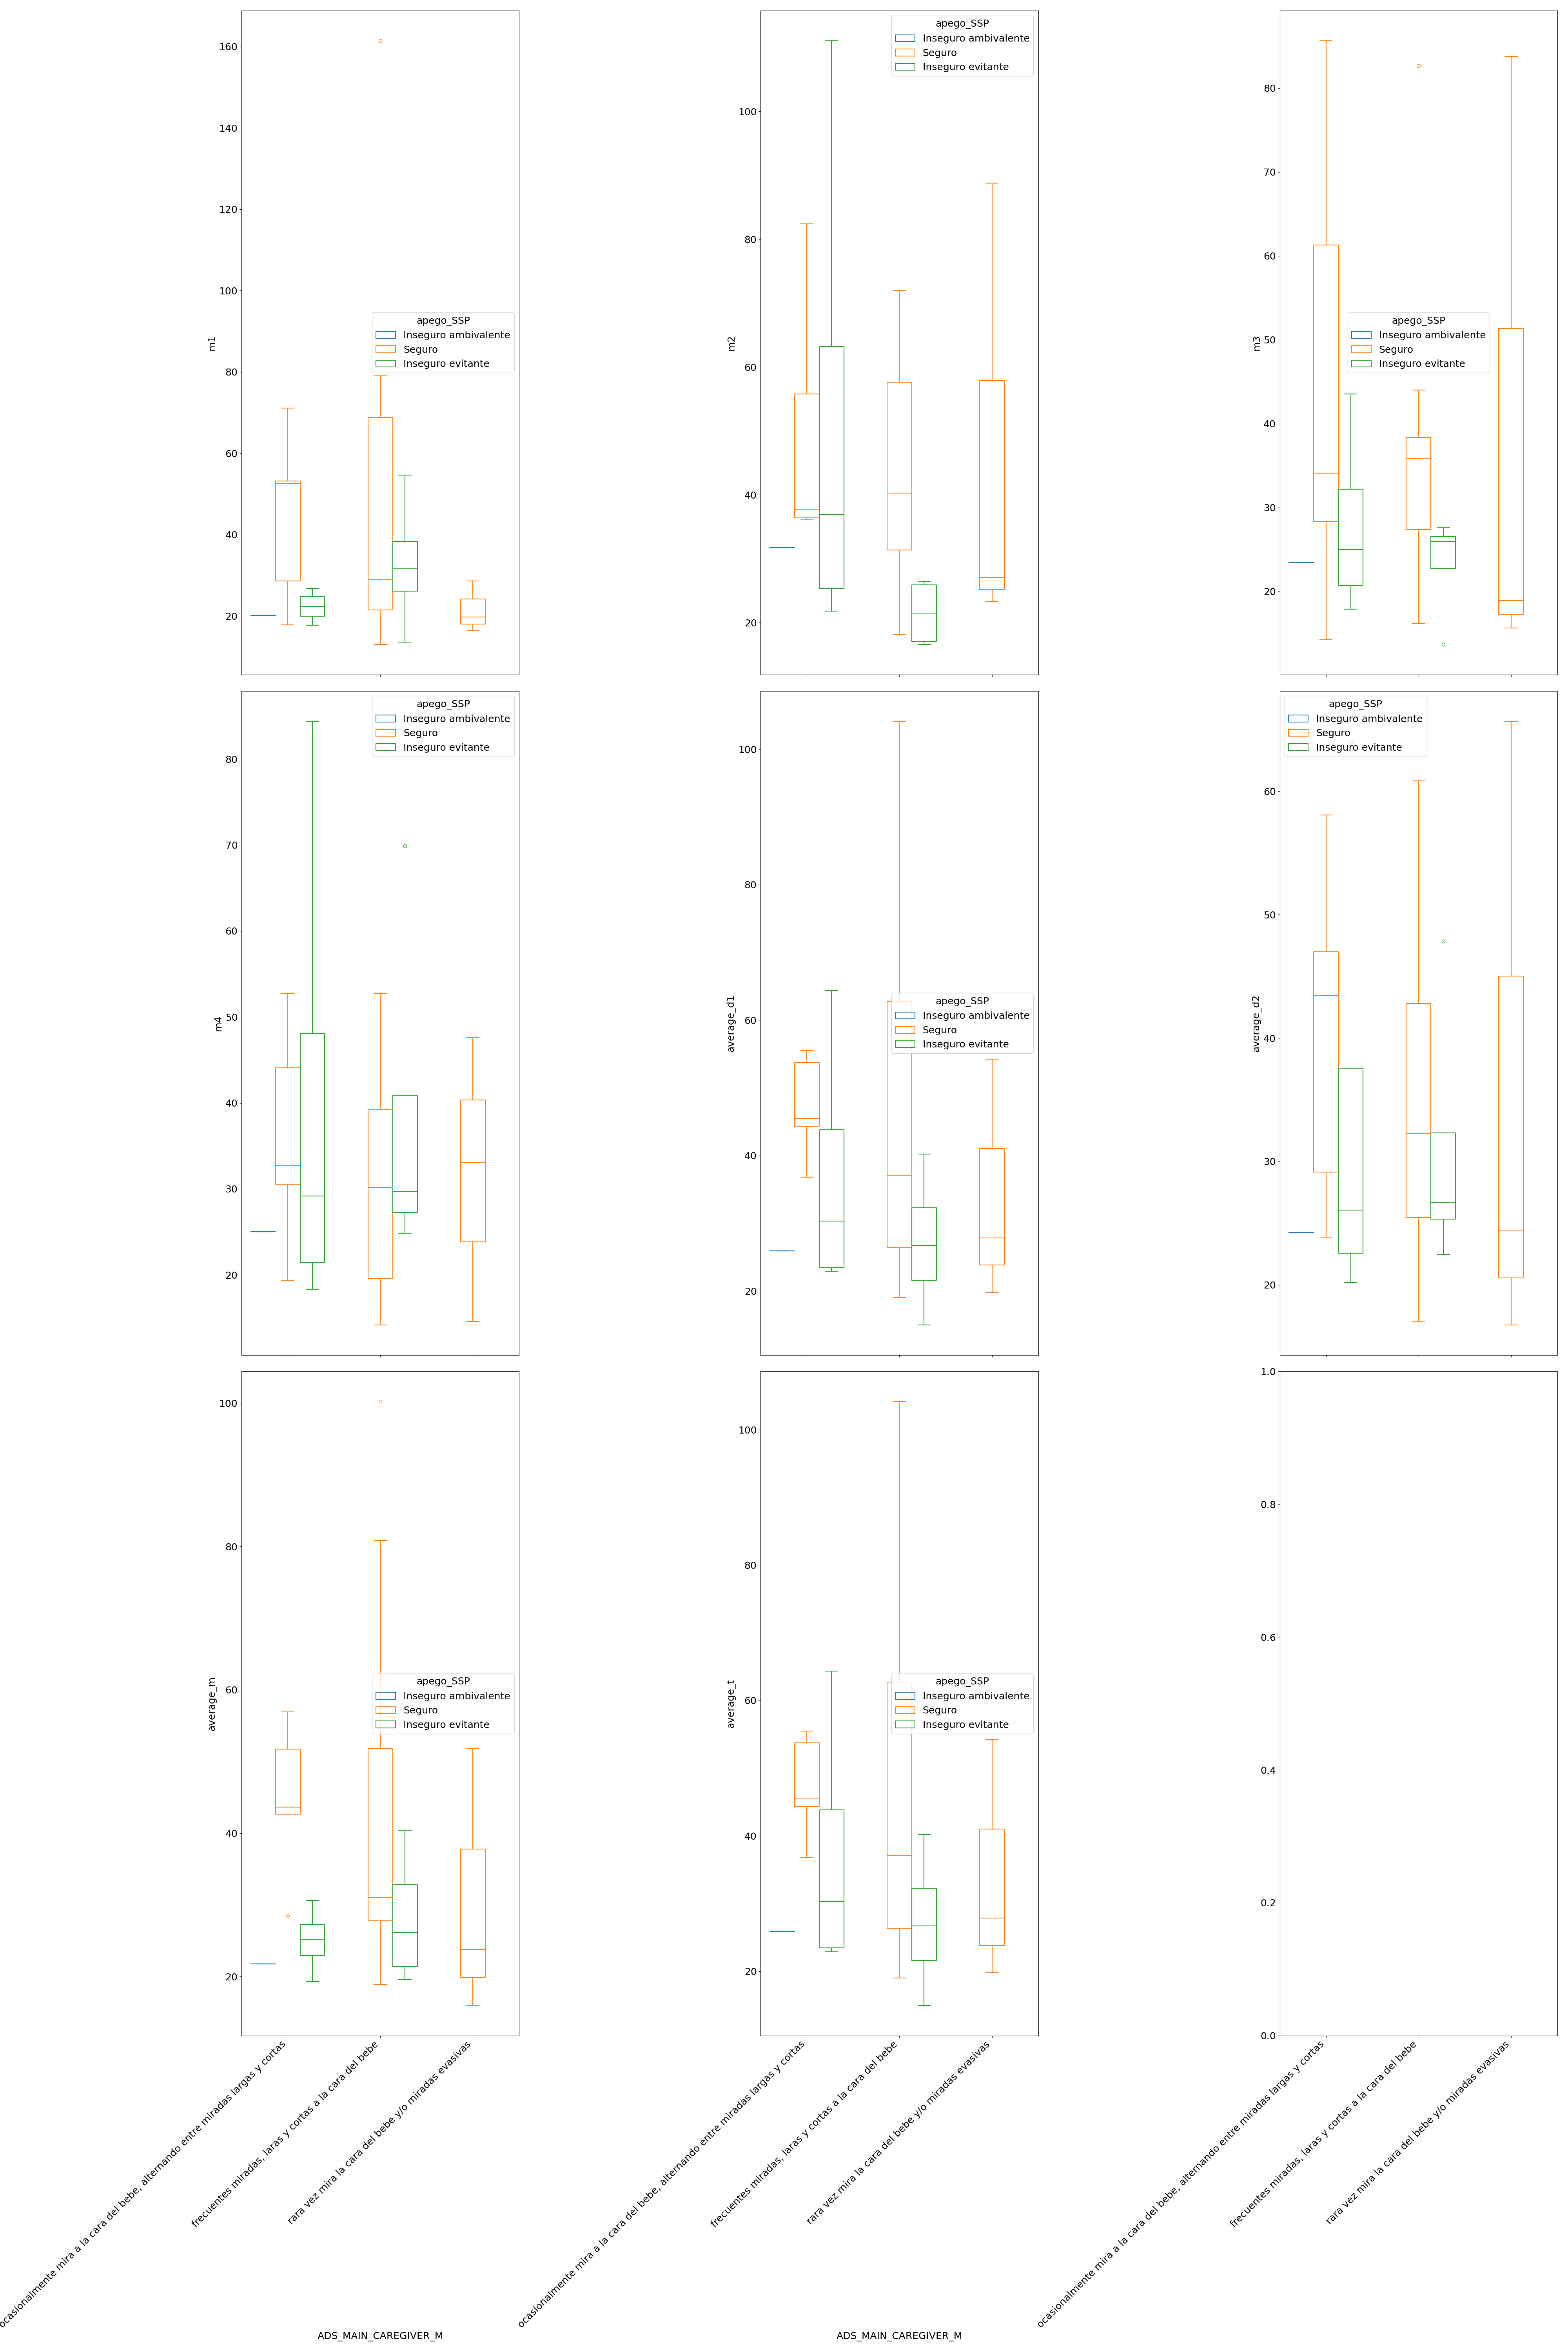 160
140
120
100
80
60
40
20
m1
apego_SSP
Inseguro ambivalente
Seguro
Inseguro evitante
100
80
60
40
20
m2
apego_SSP
Inseguro ambivalente
Seguro
Inseguro evitante
80
70
60
50
40
30
20
m3
apego_SSP
Inseguro ambivalente
Seguro
Inseguro evitante
80
70
60
50
40
30
20
m4
apego_SSP
Inseguro ambivalente
Seguro
Inseguro evitante
100
80
60
40
20
average_d1
apego_SSP
Inseguro ambivalente
Seguro
Inseguro evitante
60
50
40
30
20
average_d2
apego_SSP
Inseguro ambivalente
Seguro
Inseguro evitante
100
80
60
40
20
average_m
apego_SSP
Inseguro ambivalente
Seguro
Inseguro evitante
ocasionalmente mira a la cara del bebe, alternando entre miradas largas y cortas
frecuentes miradas, laras y cortas a la cara del bebe
rara vez mira la cara del bebe y/o miradas evasivas
ADS_MAIN_CAREGIVER_M
100
80
60
40
20
average_t
apego_SSP
Inseguro ambivalente
Seguro
Inseguro evitante
ocasionalmente mira a la cara del bebe, alternando entre miradas largas y cortas
frecuentes miradas, laras y cortas a la cara del bebe
rara vez mira la cara del bebe y/o miradas evasivas
ADS_MAIN_CAREGIVER_M
1.0
0.8
0.6
0.4
0.2
0.0
ocasionalmente mira a la cara del bebe, alternando entre miradas largas y cortas
frecuentes miradas, laras y cortas a la cara del bebe
rara vez mira la cara del bebe y/o miradas evasivas